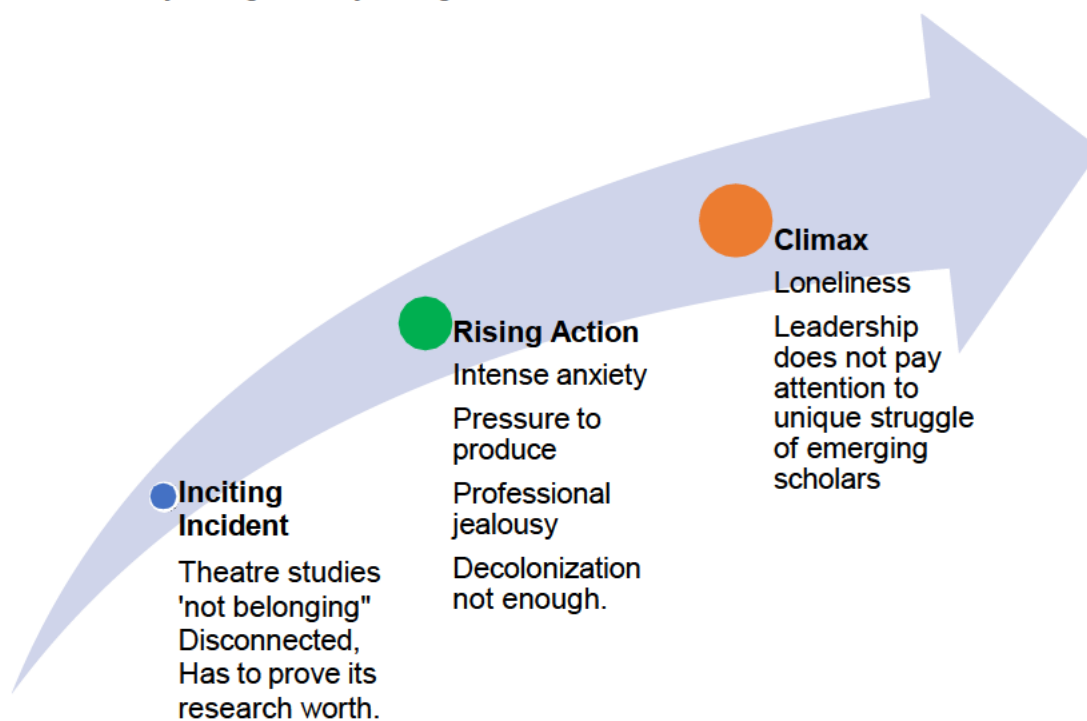 Inciting
Incident
Theatre studies
'not belonging"
Disconnected,
Has to prove its
research worth.
Rising Action
Intense anxiety
Pressure to
produce
Professional
jealousy
Decolonization
not enough.
Climax
Loneliness
Leadership
does not pay
attention to
unique struggle
of emerging
scholars